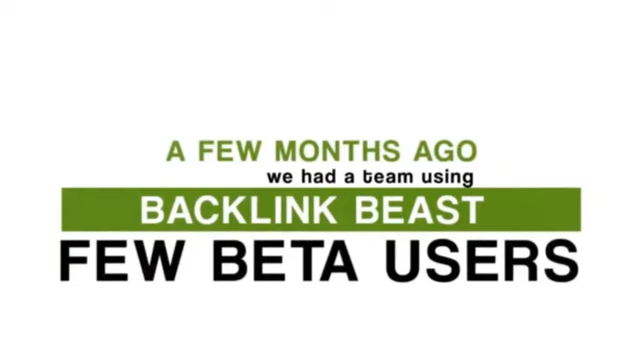 A FEW MONTHS AGO
we had a team using
BACKLINK BEAST
FEW BETA USERS